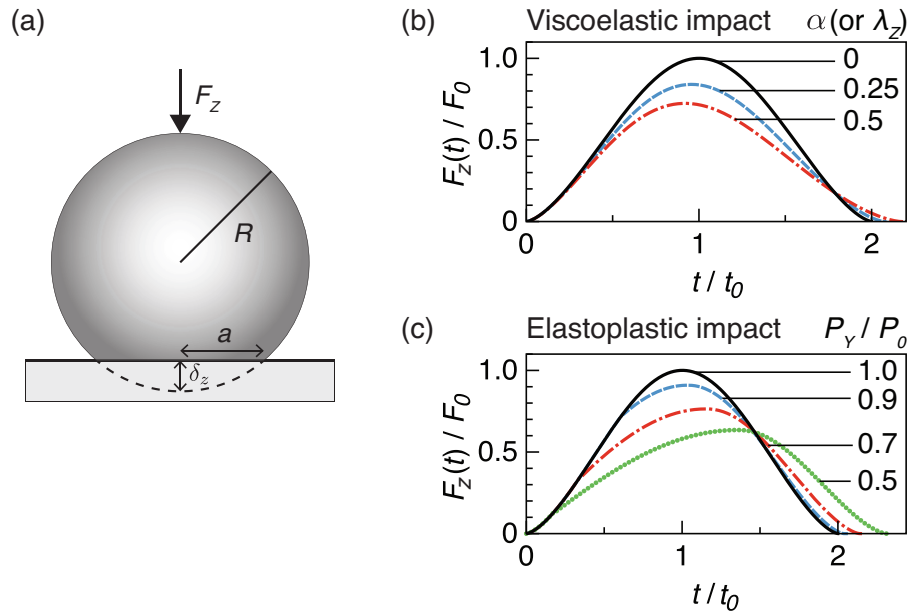 (a)
F_Z
R
a
δ_z
(b) Viscoelastic impact α (or λ_Z)
F_z(t) / F_0
1.0
0.5
0
0
0.25
0.5
0 1 2
t / t_0
(c) Elastoplastic impact P_Y / P_0
F_z(t) / F_0
1.0
0.5
0
1.0
0.9
0.7
0.5
0 1 2
t / t_0